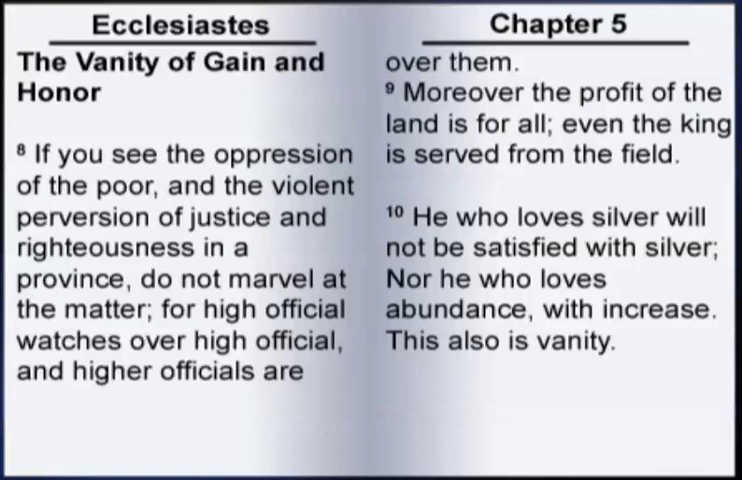 Ecclesiastes
The Vanity of Gain and
Honor
⁸ If you see the oppression
of the poor, and the violent
perversion of justice and
righteousness in a
province, do not marvel at
the matter; for high official
watches over high official,
and higher officials are
Chapter 5
over them.
⁹ Moreover the profit of the
land is for all; even the king
is served from the field.
¹⁰ He who loves silver will
not be satisfied with silver;
Nor he who loves
abundance, with increase.
This also is vanity.